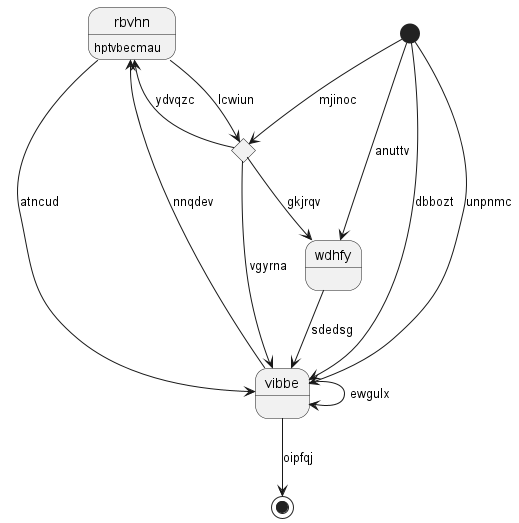 rbvhn
hptvbecmau
ydvqzc
lcwiun
mjinoc
anuttv
atncud
nnqdev
gkjrqv
dbbozt
unpnmc
wdhfy
vgyrna
sdedsg
vibbe
ewgulx
oipfqj